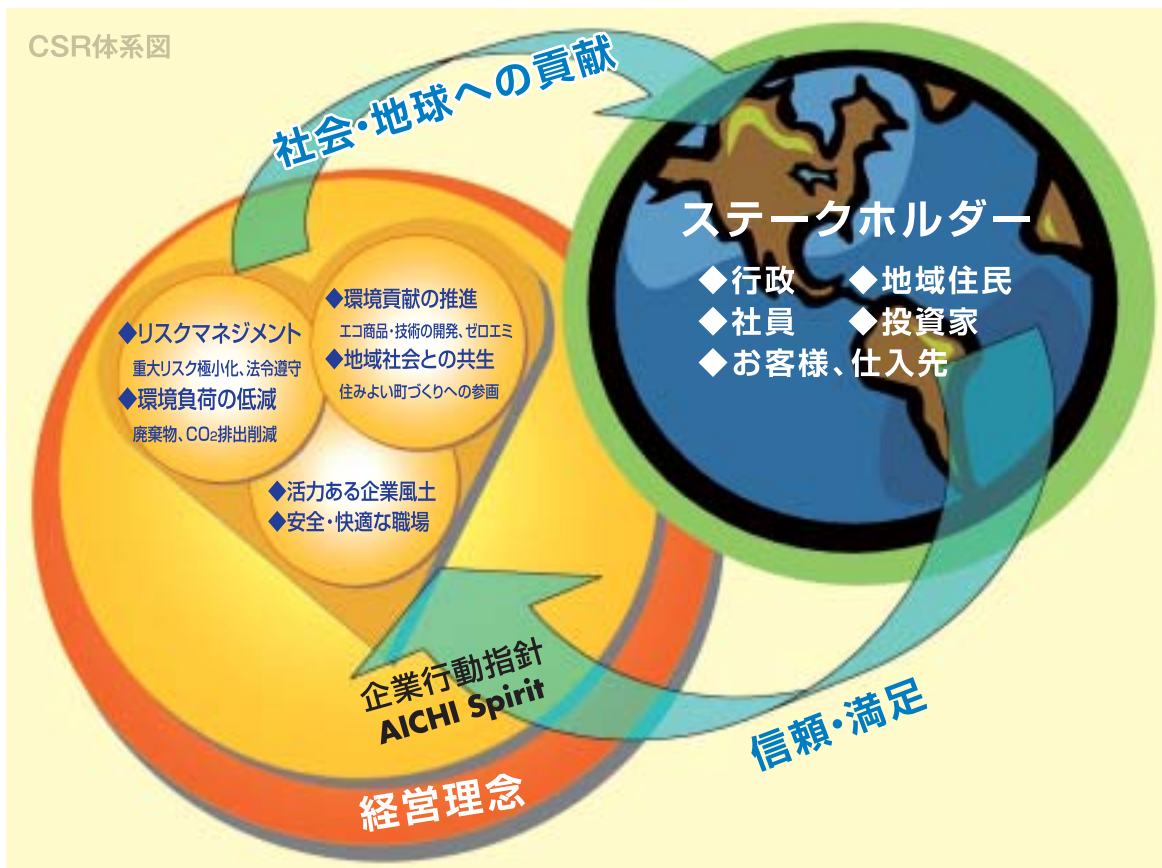 CSR体系図
社会・地球への貢献
ステークホルダー
◆行政 ◆地域住民
◆社員 ◆投資家
◆お客様、仕入先
◆リスクマネジメント
重大リスク極小化、法令遵守
◆環境負荷の低減
廃棄物、CO₂排出削減
◆環境貢献の推進
エコ商品・技術の開発、ゼロエミ
◆地域社会との共生
住みよい町づくりへの参画
◆活力ある企業風土
◆安全・快適な職場
企業行動指針
AICHI Spirit
経営理念
信頼・満足